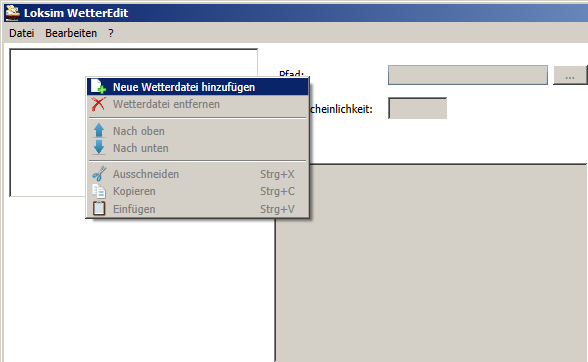 Loksim WetterEdit
Datei Bearbeiten ?
Pfad: ...
Neue Wetterdatei hinzufügen
Wetterdatei entfernen
cheinlichkeit:
Nach oben
Nach unten
Ausschneiden Strg+X
Kopieren Strg+C
Einfügen Strg+V